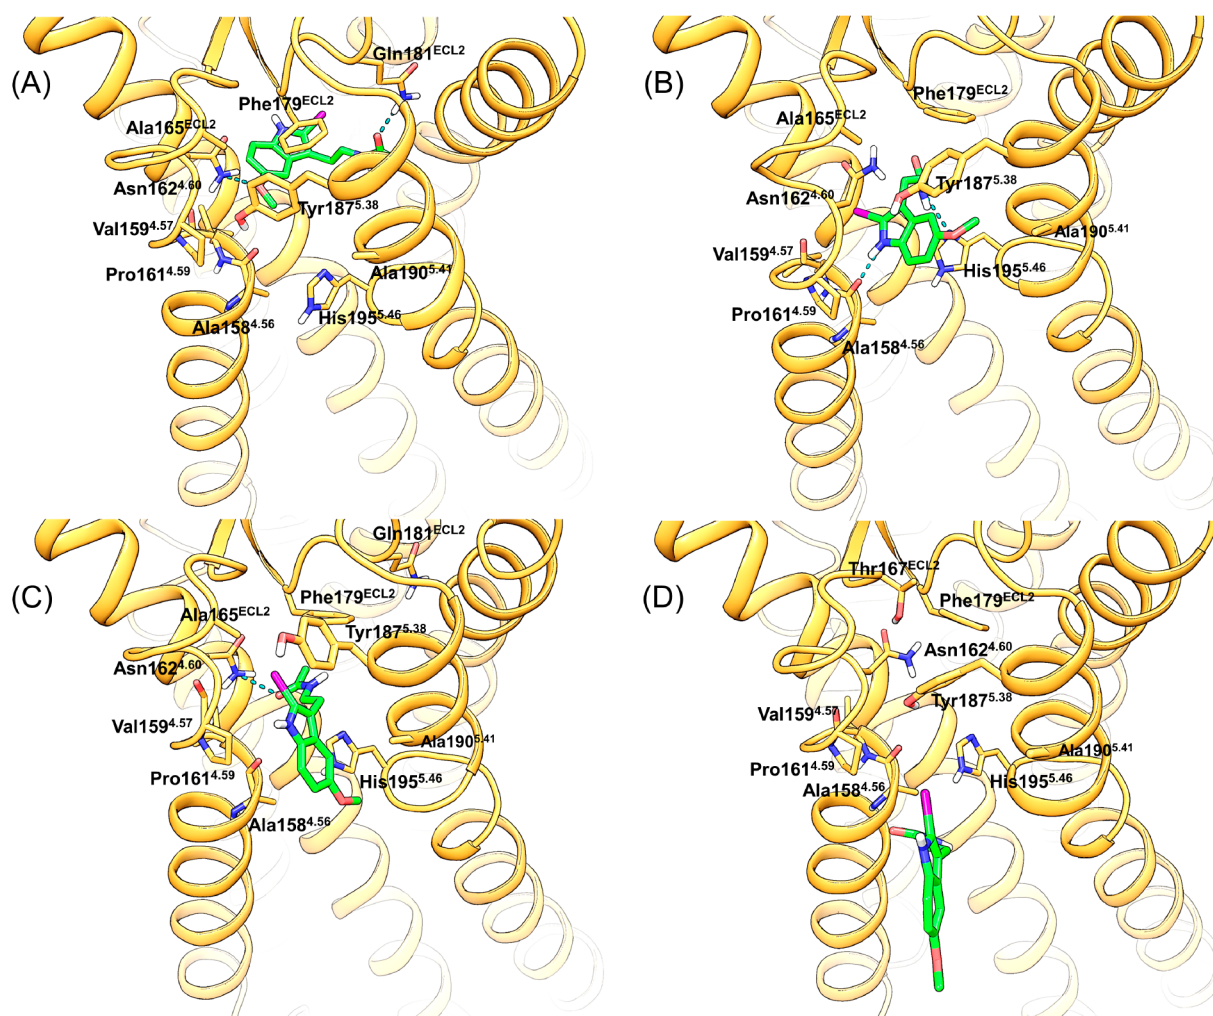 (A)
Gln181ECL2
Phe179ECL2
Ala165ECL2
Asn1624.60
Tyr1875.38
Val1594.57
Pro1614.59
Ala1905.41
His1955.46
Ala1584.56
(B)
Phe179ECL2
Ala165ECL2
Tyr1875.38
Asn1624.60
Ala1905.41
Val1594.57
His1955.46
Pro1614.59
Ala1584.56
(C)
Gln181ECL2
Phe179ECL2
Ala165ECL2
Tyr1875.38
Asn1624.60
Val1594.57
Ala1905.41
Pro1614.59
His1955.46
Ala1584.56
(D)
Thr167ECL2
Phe179ECL2
Asn1624.60
Tyr1875.38
Val1594.57
Ala1905.41
Pro1614.59
His1955.46
Ala1584.56